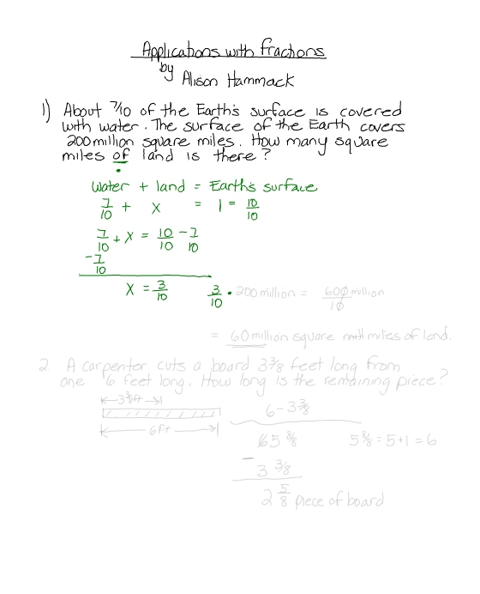 Applications with fractions
by
Alison Hammack
1) About 7/10 of the Earth's surface is covered
with water. The surface of the Earth covers
200 million square miles. How many square
miles of land is there?
water + land = Earth's surface
7/10 + x = 1 = 10/10
7/10 + x = 10/10 - 7/10
-7/10
x = 3/10 3/10 • 200 million = 600 million/10
= 60 million square miles of land.
2. A carpenter cuts a board 3 3/8 feet long from
one 6 feet long. How long is the remaining piece?
3 3/8 ft
6 - 3 3/8
6ft
6 5 8/8 5 8/8 = 5+1 = 6
- 3 3/8
2 5/8 piece of board